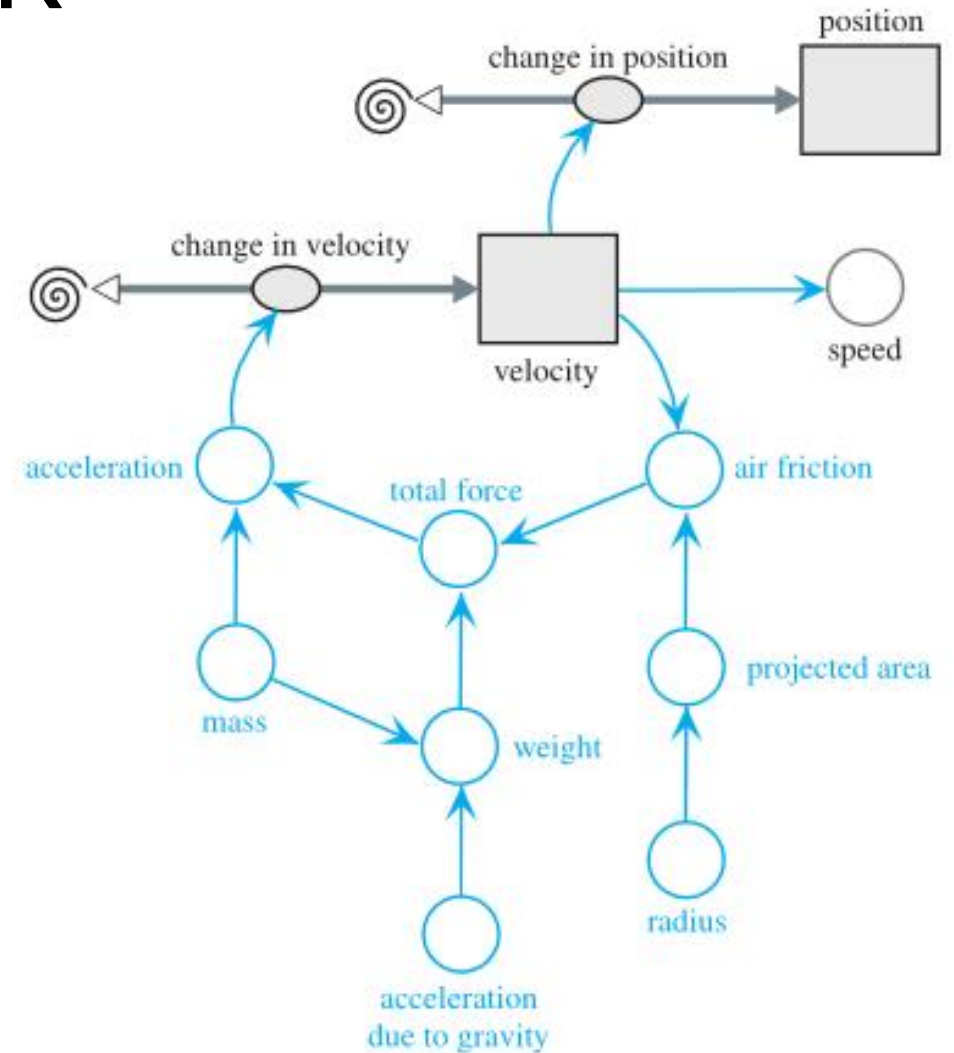 position
change in position
change in velocity
velocity
speed
acceleration
total force
air friction
mass
weight
projected area
radius
acceleration
due to gravity